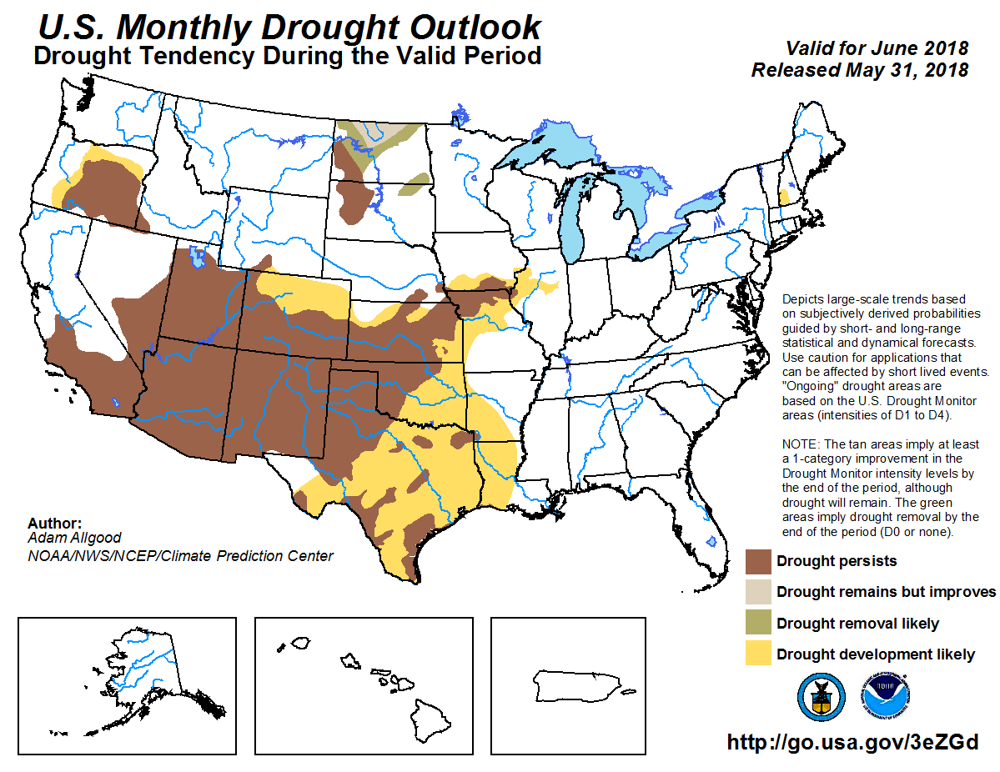 U.S. Monthly Drought Outlook
Drought Tendency During the Valid Period
Valid for June 2018
Released May 31, 2018
Depicts large-scale trends based
on subjectively derived probabilities
guided by short- and long-range
statistical and dynamical forecasts.
Use caution for applications that
can be affected by short lived events.
"Ongoing" drought areas are
based on the U.S. Drought Monitor
areas (intensities of D1 to D4).
NOTE: The tan areas imply at least
a 1-category improvement in the
Drought Monitor intensity levels by
the end of the period, although
drought will remain. The green
areas imply drought removal by the
end of the period (D0 or none).
Author:
Adam Allgood
NOAA/NWS/NCEP/Climate Prediction Center
Drought persists
Drought remains but improves
Drought removal likely
Drought development likely
NOAA
http://go.usa.gov/3eZGd